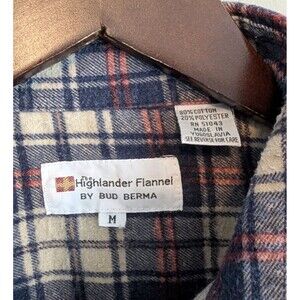 The
Highlander Flannel
BY BUD BERMA
M
80% COTTON
20% POLYESTER
RN 51043
MADE IN
YUGOSLAVIA
SEE REVERSE FOR CARE